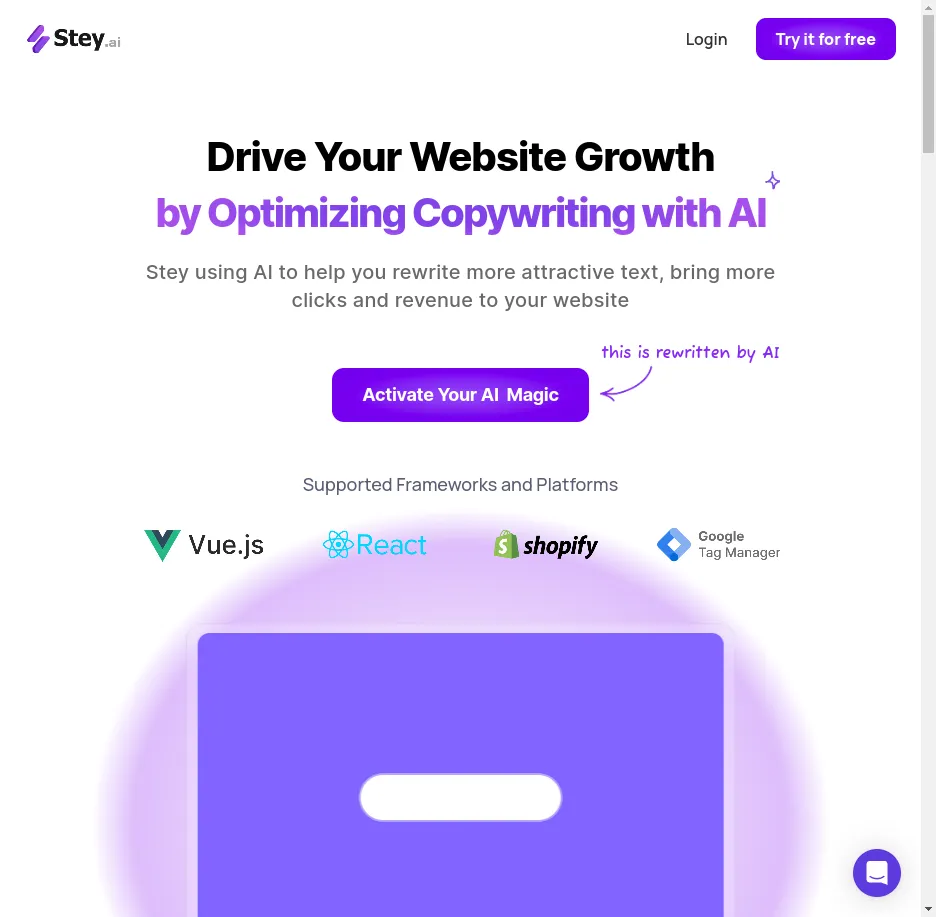 Stey.ai
Login
Try it for free
Drive Your Website Growth
by Optimizing Copywriting with AI
Stey using AI to help you rewrite more attractive text, bring more
clicks and revenue to your website
this is rewritten by AI
Activate Your AI Magic
Supported Frameworks and Platforms
Vue.js
React
shopify
Google
Tag Manager